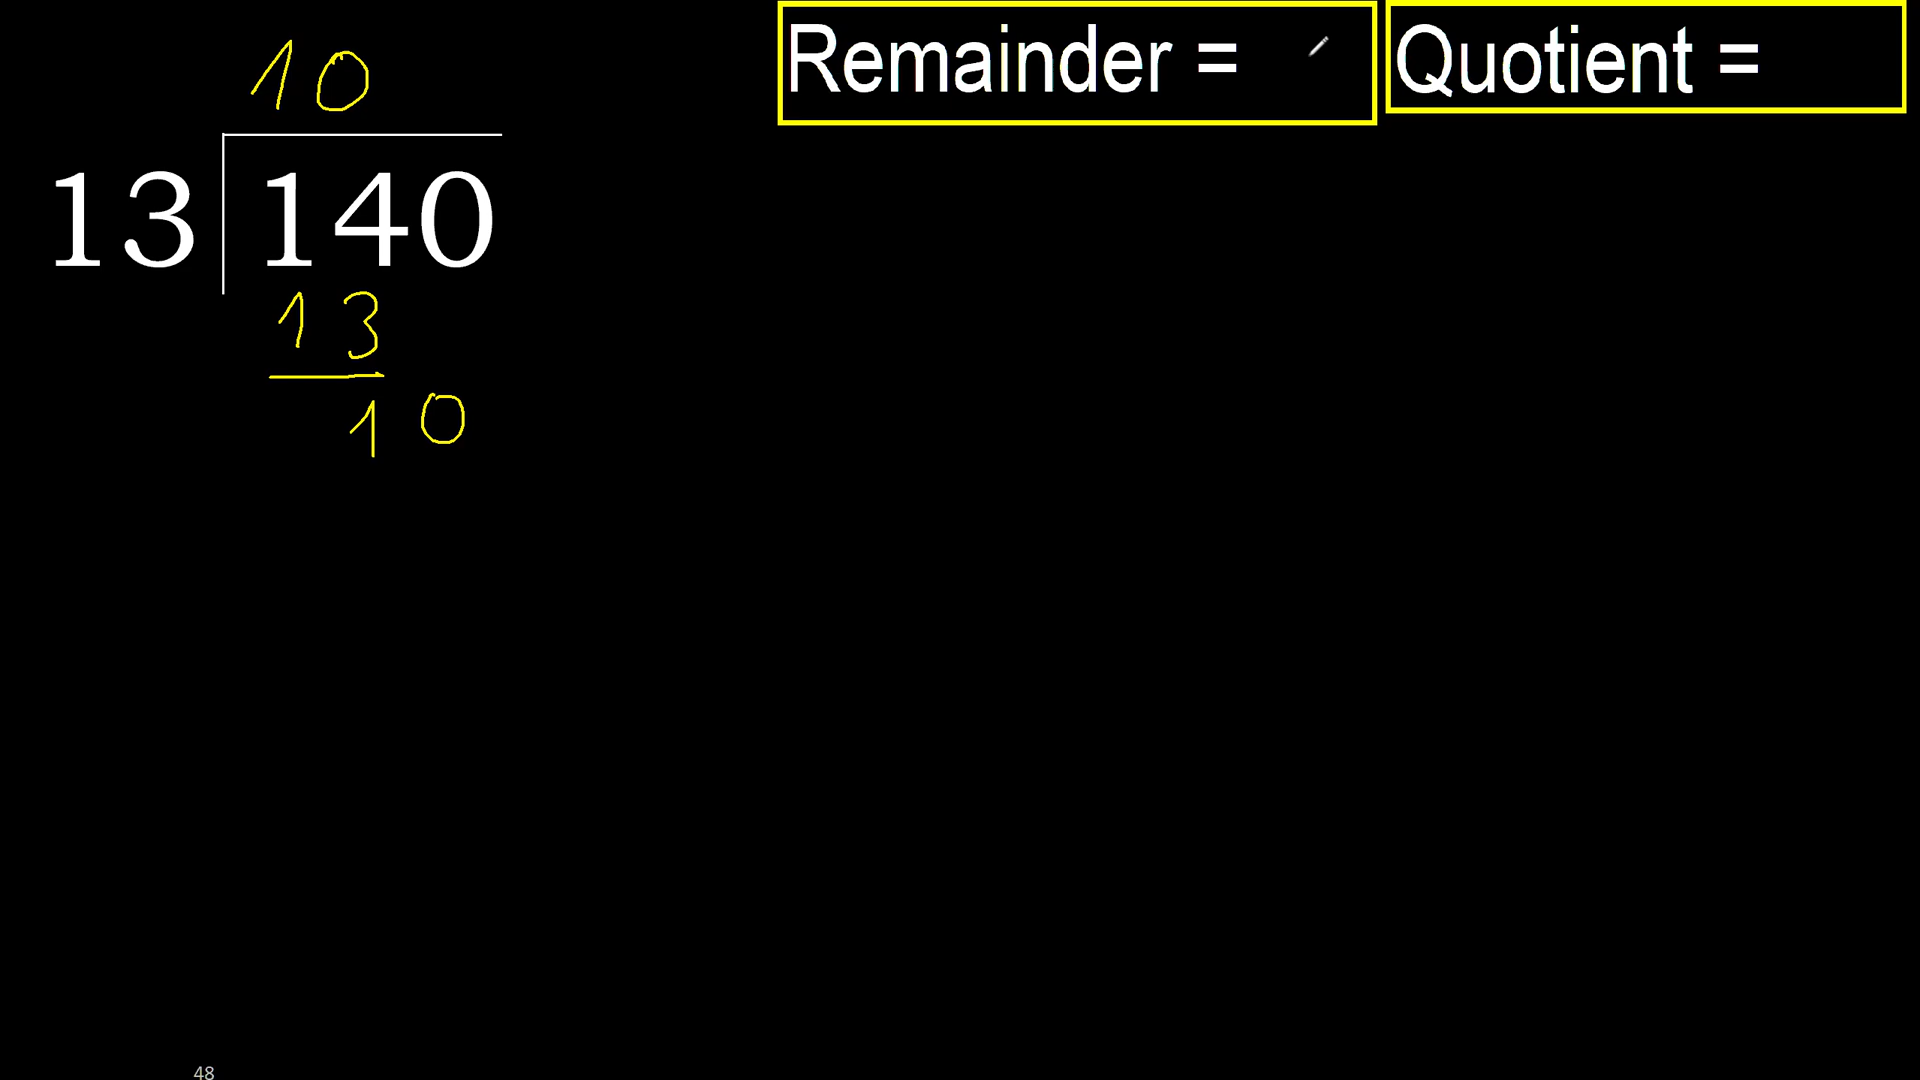 Remainder =
Quotient =
10
13 140
13
10
48